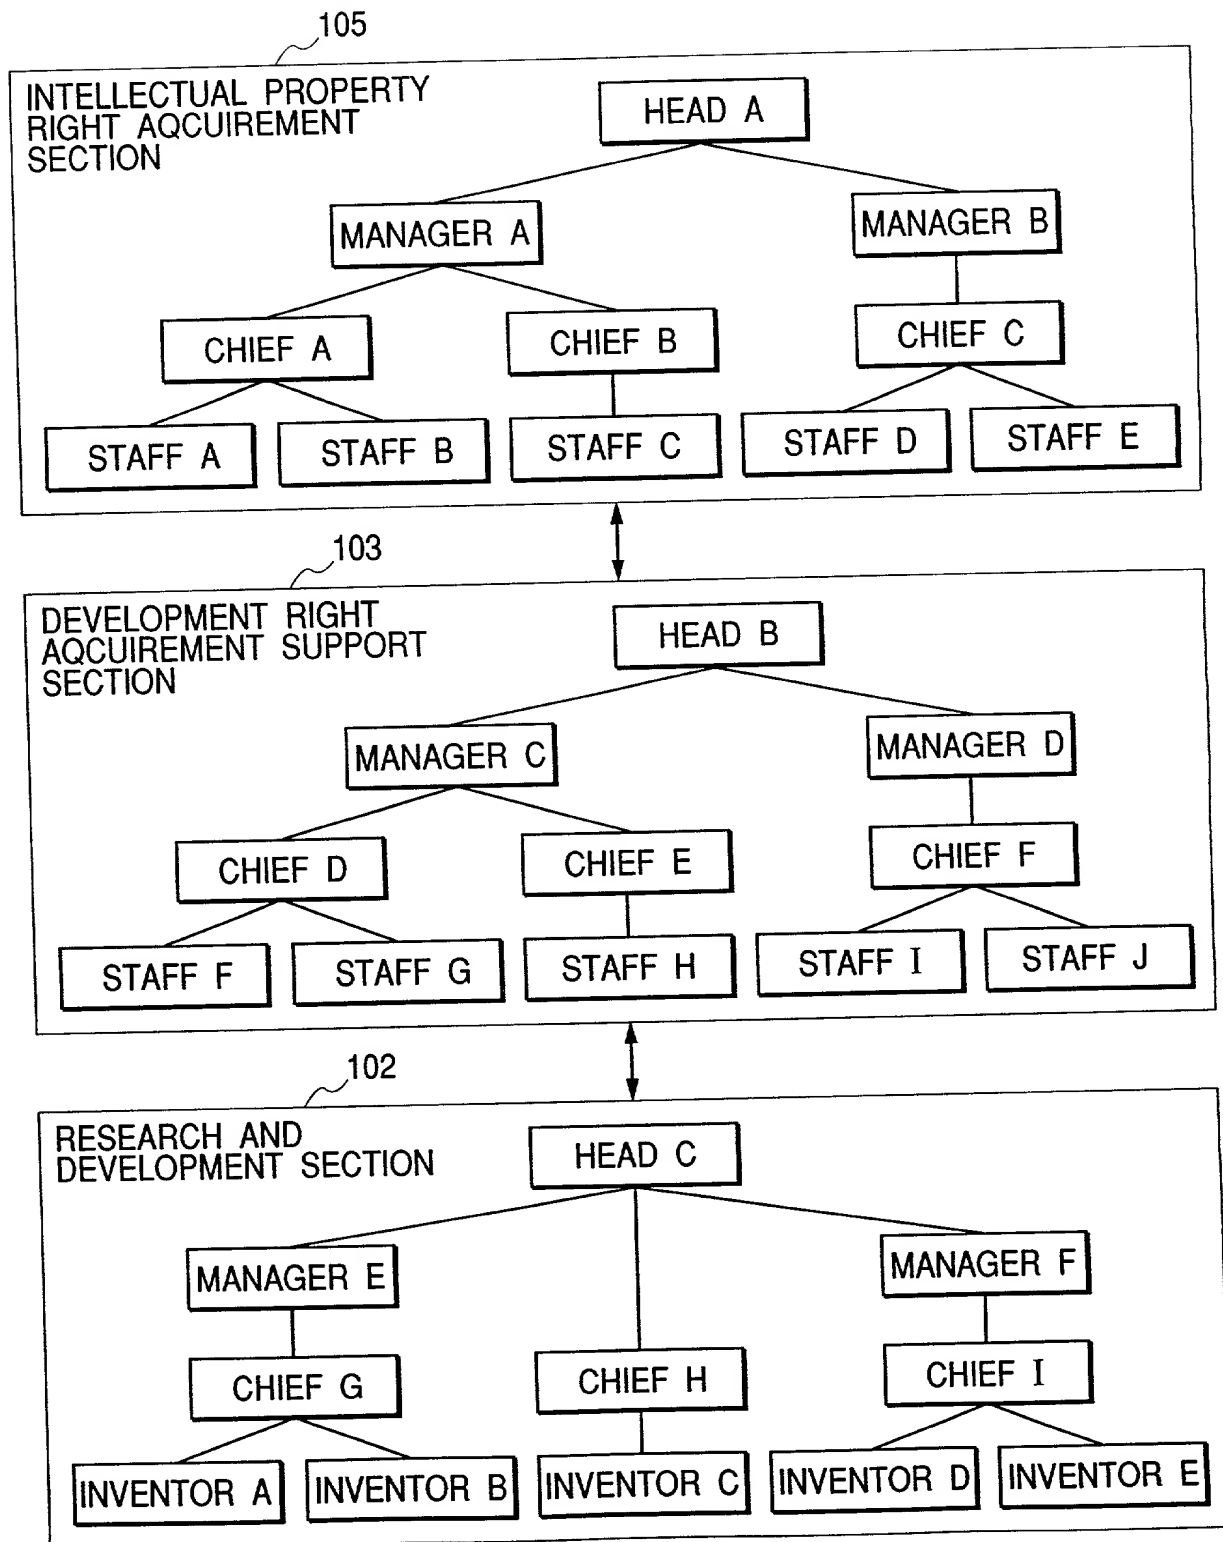 105
INTELLECTUAL PROPERTY
RIGHT AQCUIREMENT
SECTION
HEAD A
MANAGER A
MANAGER B
CHIEF A
CHIEF B
CHIEF C
STAFF A
STAFF B
STAFF C
STAFF D
STAFF E
103
DEVELOPMENT RIGHT
AQCUIREMENT SUPPORT
SECTION
HEAD B
MANAGER C
MANAGER D
CHIEF D
CHIEF E
CHIEF F
STAFF F
STAFF G
STAFF H
STAFF I
STAFF J
102
RESEARCH AND
DEVELOPMENT SECTION
HEAD C
MANAGER E
MANAGER F
CHIEF G
CHIEF H
CHIEF I
INVENTOR A
INVENTOR B
INVENTOR C
INVENTOR D
INVENTOR E